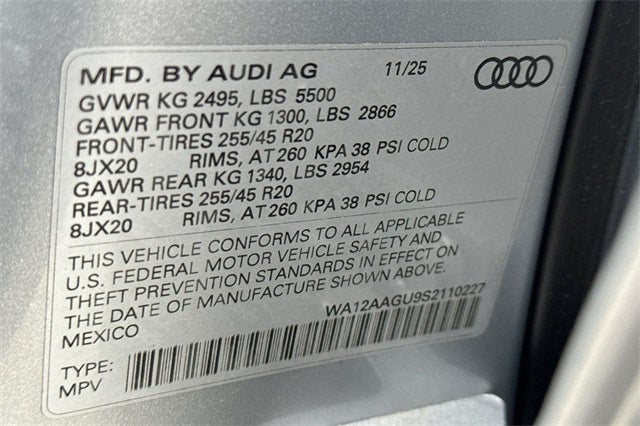 MFD. BY AUDI AG 11/25
GVWR KG 2495, LBS 5500
GAWR FRONT KG 1300, LBS 2866
FRONT-TIRES 255/45 R20
8JX20 RIMS, AT 260 KPA 38 PSI COLD
GAWR REAR KG 1340, LBS 2954
REAR-TIRES 255/45 R20
8JX20 RIMS, AT 260 KPA 38 PSI COLD
THIS VEHICLE CONFORMS TO ALL APPLICABLE
U.S. FEDERAL MOTOR VEHICLE SAFETY AND
THEFT PREVENTION STANDARDS IN EFFECT ON
THE DATE OF MANUFACTURE SHOWN ABOVE.
MEXICO WA12AAGU9S2110227
TYPE:
MPV